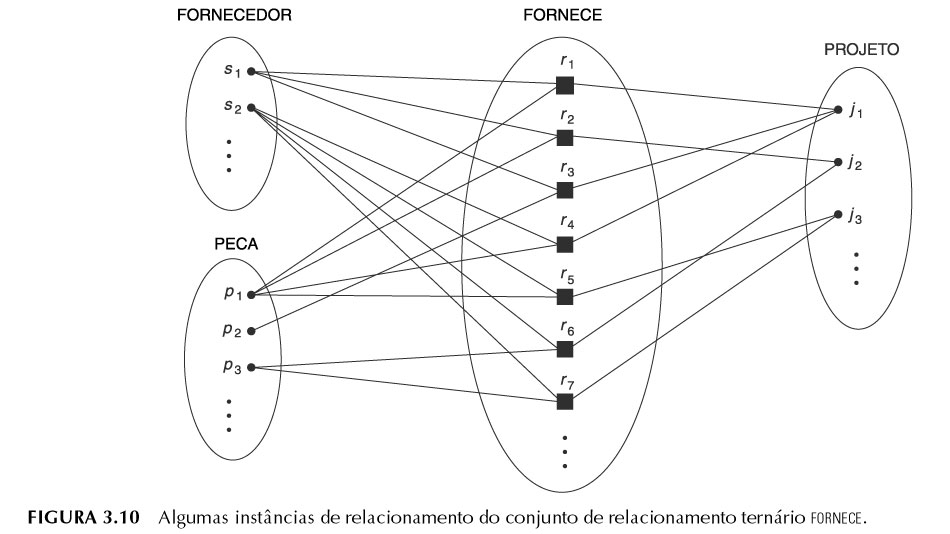 FORNECEDOR
FORNECE
PROJETO
s1
s2
PECA
p1
p2
p3
r1
r2
r3
r4
r5
r6
r7
j1
j2
j3
FIGURA 3.10 Algumas instâncias de relacionamento do conjunto de relacionamento ternário FORNECE.